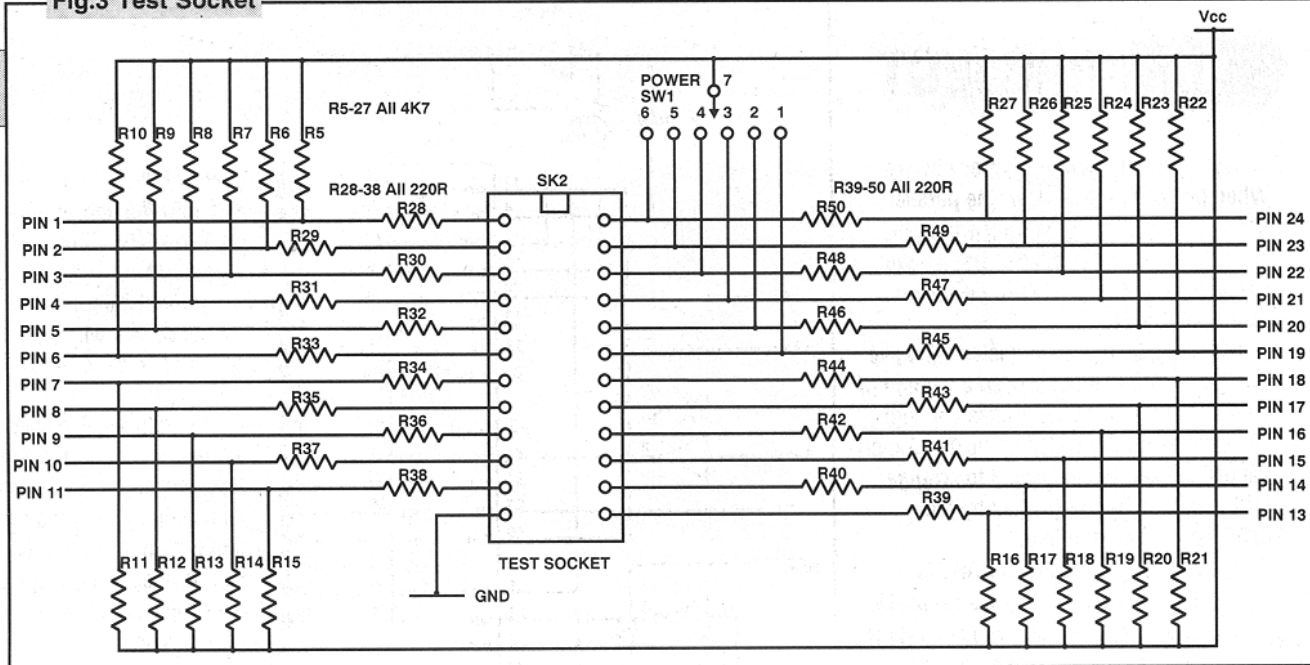 Fig.3 Test Socket
Vcc
POWER
SW1
7
6 5 4 3 2 1
R5-27 All 4K7
R10 R9 R8 R7 R6 R5
R27 R26 R25 R24 R23 R22
R28-38 All 220R
SK2
R39-50 All 220R
PIN 1 R28 R50 PIN 24
PIN 2 R29 R49 PIN 23
PIN 3 R30 R48 PIN 22
PIN 4 R31 R47 PIN 21
PIN 5 R32 R46 PIN 20
PIN 6 R33 R45 PIN 19
PIN 7 R34 R44 PIN 18
PIN 8 R35 R43 PIN 17
PIN 9 R36 R42 PIN 16
PIN 10 R37 R41 PIN 15
PIN 11 R38 R40 PIN 14
R39 PIN 13
R11 R12 R13 R14 R15
TEST SOCKET
R16 R17 R18 R19 R20 R21
GND